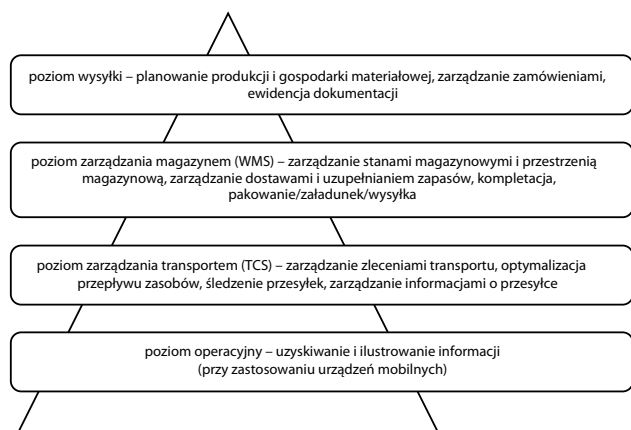 poziom wysyłki – planowanie produkcji i gospodarki materiałowej, zarządzanie zamówieniami,
ewidencja dokumentacji
poziom zarządzania magazynem (WMS) – zarządzanie stanami magazynowymi i przestrzenią
magazynową, zarządzanie dostawami i uzupełnianiem zapasów, kompletacja,
pakowanie/załadunek/wysyłka
poziom zarządzania transportem (TCS) – zarządzanie zleceniami transportu, optymalizacja
przepływu zasobów, śledzenie przesyłek, zarządzanie informacjami o przesyłce
poziom operacyjny – uzyskiwanie i ilustrowanie informacji
(przy zastosowaniu urządzeń mobilnych)